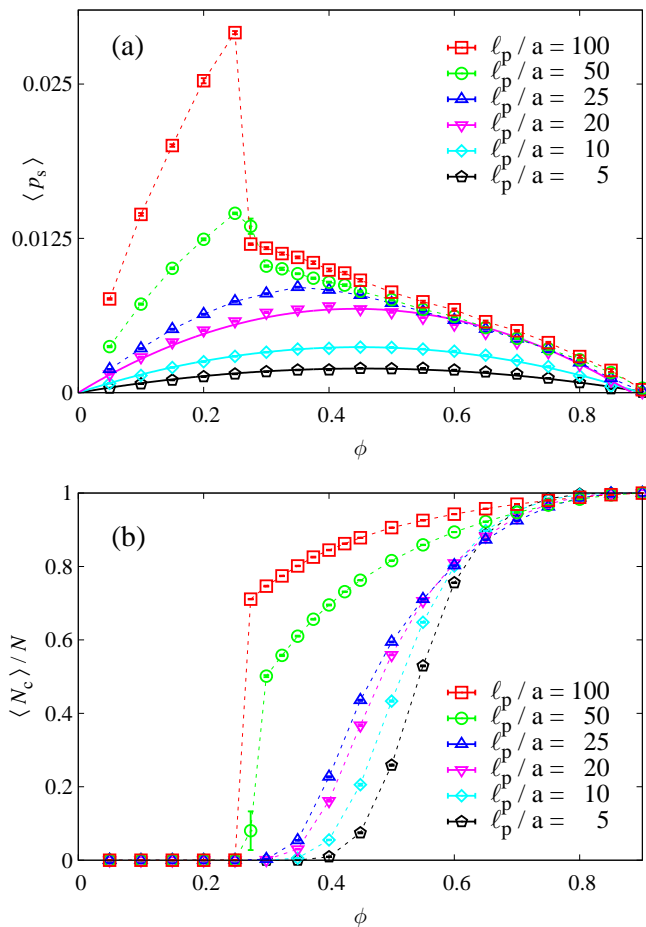 (a)
ℓp / a = 100
ℓp / a = 50
ℓp / a = 25
ℓp / a = 20
ℓp / a = 10
ℓp / a = 5
0.025
0.0125
0
⟨ps⟩
0 0.2 0.4 0.6 0.8
ϕ
(b)
1
0.8
0.6
0.4
0.2
0
⟨Nc⟩ / N
ℓp / a = 100
ℓp / a = 50
ℓp / a = 25
ℓp / a = 20
ℓp / a = 10
ℓp / a = 5
0 0.2 0.4 0.6 0.8
ϕ